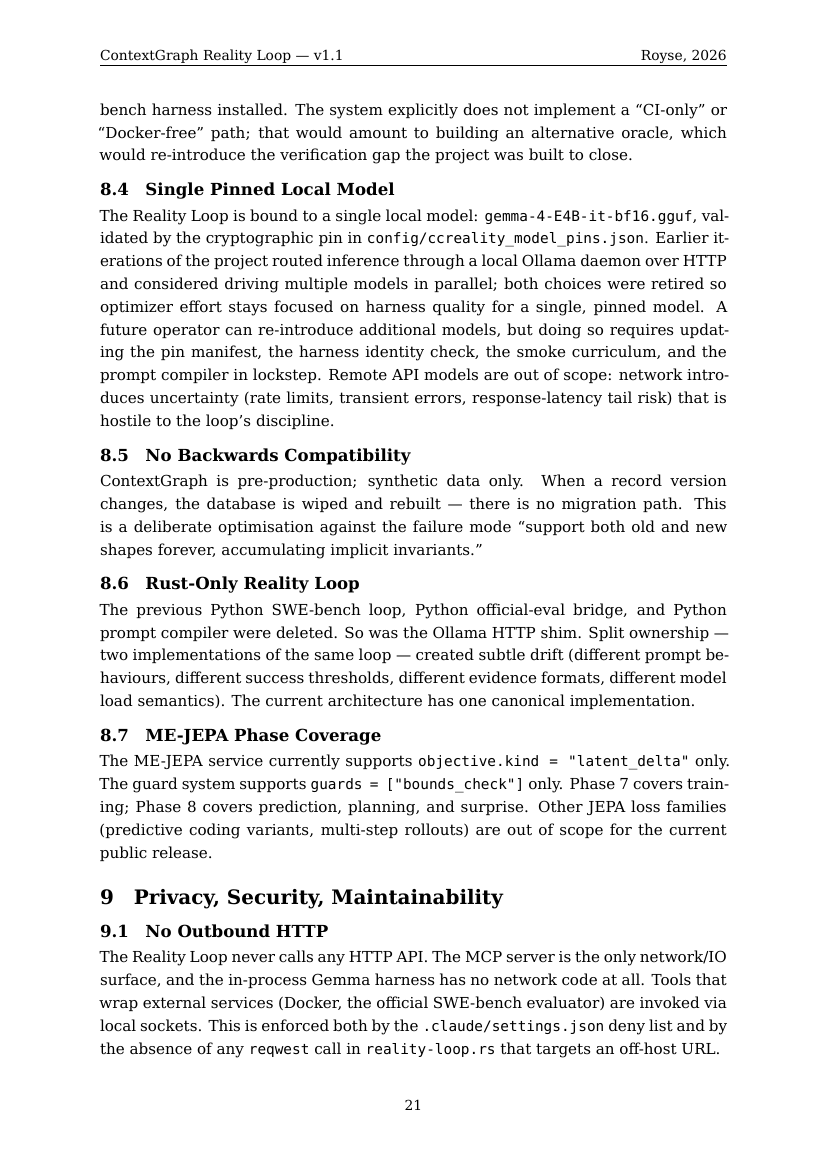 ContextGraph Reality Loop — v1.1 Royse, 2026
bench harness installed. The system explicitly does not implement a “CI-only” or
“Docker-free” path; that would amount to building an alternative oracle, which
would re-introduce the verification gap the project was built to close.
8.4 Single Pinned Local Model
The Reality Loop is bound to a single local model: gemma-4-E4B-it-bf16.gguf, val-
idated by the cryptographic pin in config/ccreality_model_pins.json. Earlier it-
erations of the project routed inference through a local Ollama daemon over HTTP
and considered driving multiple models in parallel; both choices were retired so
optimizer effort stays focused on harness quality for a single, pinned model. A
future operator can re-introduce additional models, but doing so requires updat-
ing the pin manifest, the harness identity check, the smoke curriculum, and the
prompt compiler in lockstep. Remote API models are out of scope: network intro-
duces uncertainty (rate limits, transient errors, response-latency tail risk) that is
hostile to the loop’s discipline.
8.5 No Backwards Compatibility
ContextGraph is pre-production; synthetic data only. When a record version
changes, the database is wiped and rebuilt — there is no migration path. This
is a deliberate optimisation against the failure mode “support both old and new
shapes forever, accumulating implicit invariants.”
8.6 Rust-Only Reality Loop
The previous Python SWE-bench loop, Python official-eval bridge, and Python
prompt compiler were deleted. So was the Ollama HTTP shim. Split ownership —
two implementations of the same loop — created subtle drift (different prompt be-
haviours, different success thresholds, different evidence formats, different model
load semantics). The current architecture has one canonical implementation.
8.7 ME-JEPA Phase Coverage
The ME-JEPA service currently supports objective.kind = "latent_delta" only.
The guard system supports guards = ["bounds_check"] only. Phase 7 covers train-
ing; Phase 8 covers prediction, planning, and surprise. Other JEPA loss families
(predictive coding variants, multi-step rollouts) are out of scope for the current
public release.
9 Privacy, Security, Maintainability
9.1 No Outbound HTTP
The Reality Loop never calls any HTTP API. The MCP server is the only network/IO
surface, and the in-process Gemma harness has no network code at all. Tools that
wrap external services (Docker, the official SWE-bench evaluator) are invoked via
local sockets. This is enforced both by the .claude/settings.json deny list and by
the absence of any reqwest call in reality-loop.rs that targets an off-host URL.
21